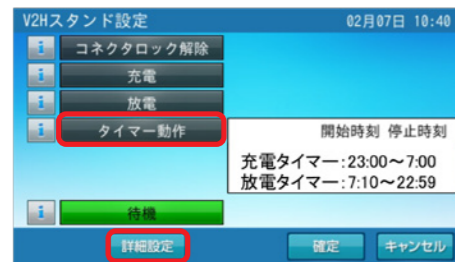 V2Hスタンド設定 02月07日 10:40
i コネクタロック解除
i 充電
i 放電
i タイマー動作
開始時刻 停止時刻
充電タイマー:23:00～7:00
放電タイマー:7:10～22:59
i 待機
詳細設定 確定 キャンセル